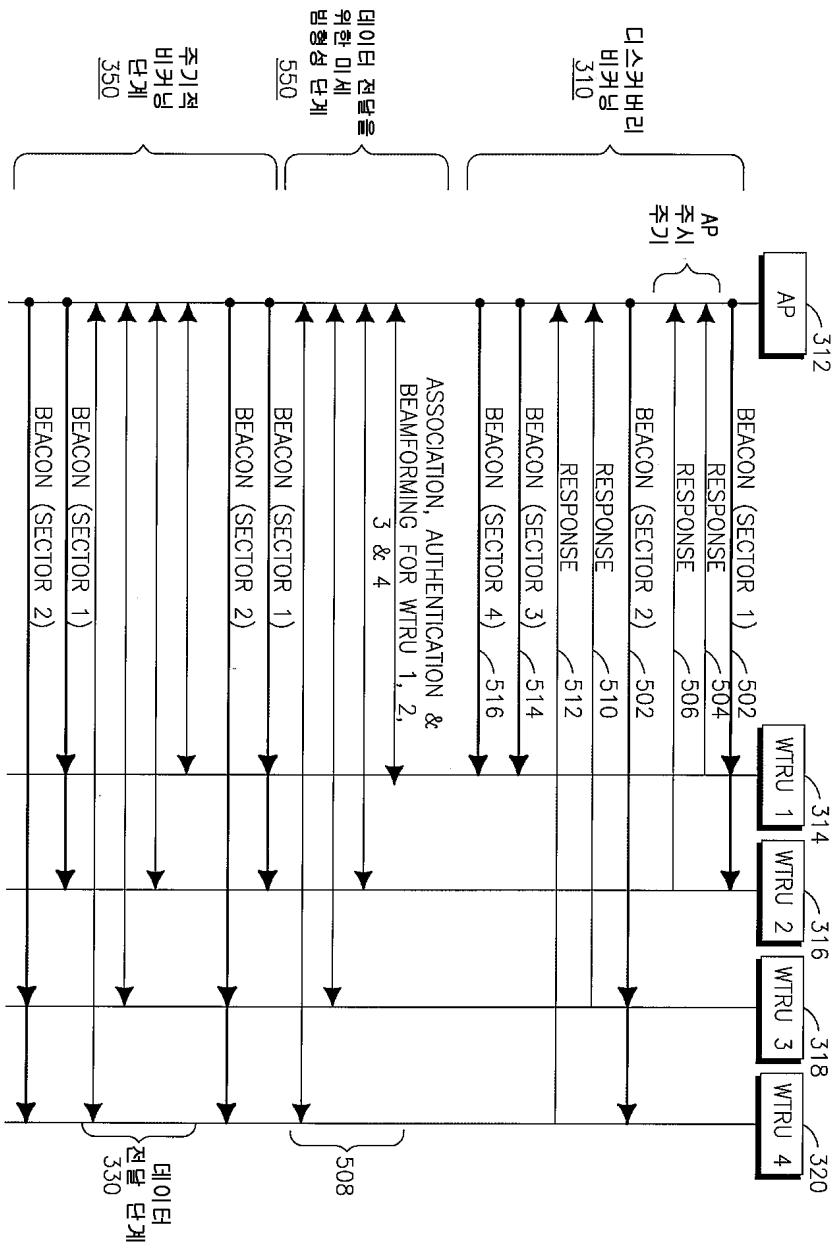 312
314
316
318
320
AP
WTRU 1
WTRU 2
WTRU 3
WTRU 4
디스커버리
비커닝
310
AP
주시
주기
BEACON (SECTOR 1)
502
RESPONSE
504
RESPONSE
506
BEACON (SECTOR 2)
502
RESPONSE
510
RESPONSE
512
BEACON (SECTOR 3)
514
BEACON (SECTOR 4)
516
데이터 전달을
위한 미세
빔형성 단계
550
ASSOCIATION, AUTHENTICATION &
BEAMFORMING FOR WTRU 1, 2,
3 & 4
508
주기적
비커닝
단계
350
BEACON (SECTOR 1)
BEACON (SECTOR 2)
데이터
전달 단계
330
BEACON (SECTOR 1)
BEACON (SECTOR 2)